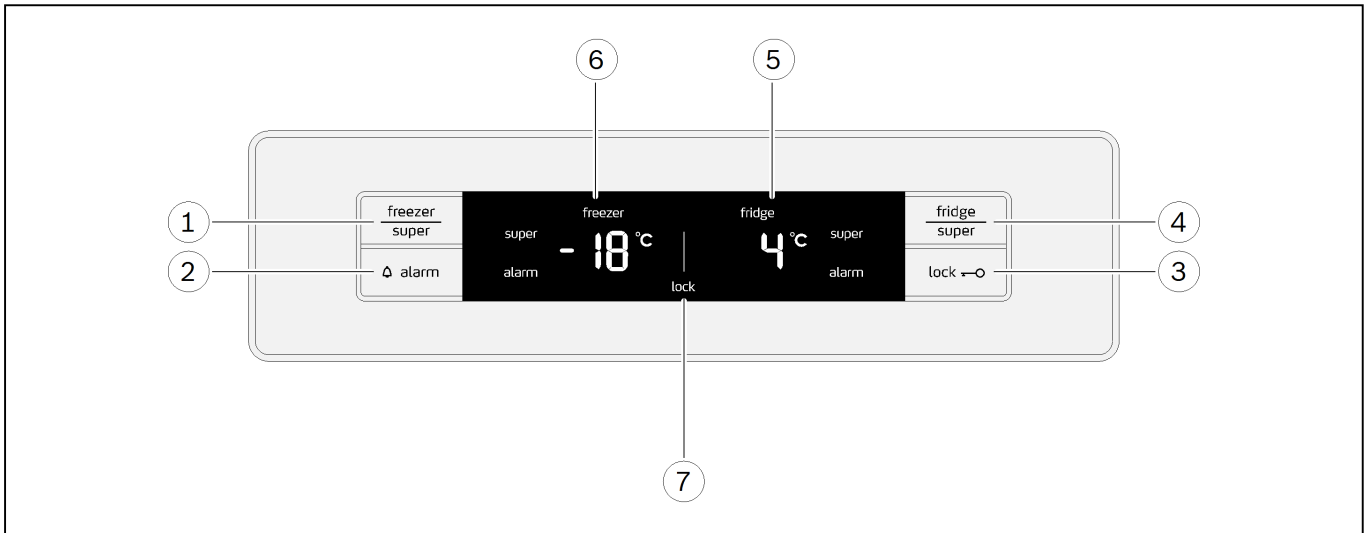 6 5
freezer
super
alarm
1
2
freezer
super
alarm
-18 °C
fridge
4 °C
super
alarm
lock
fridge
super
lock
4
3
7